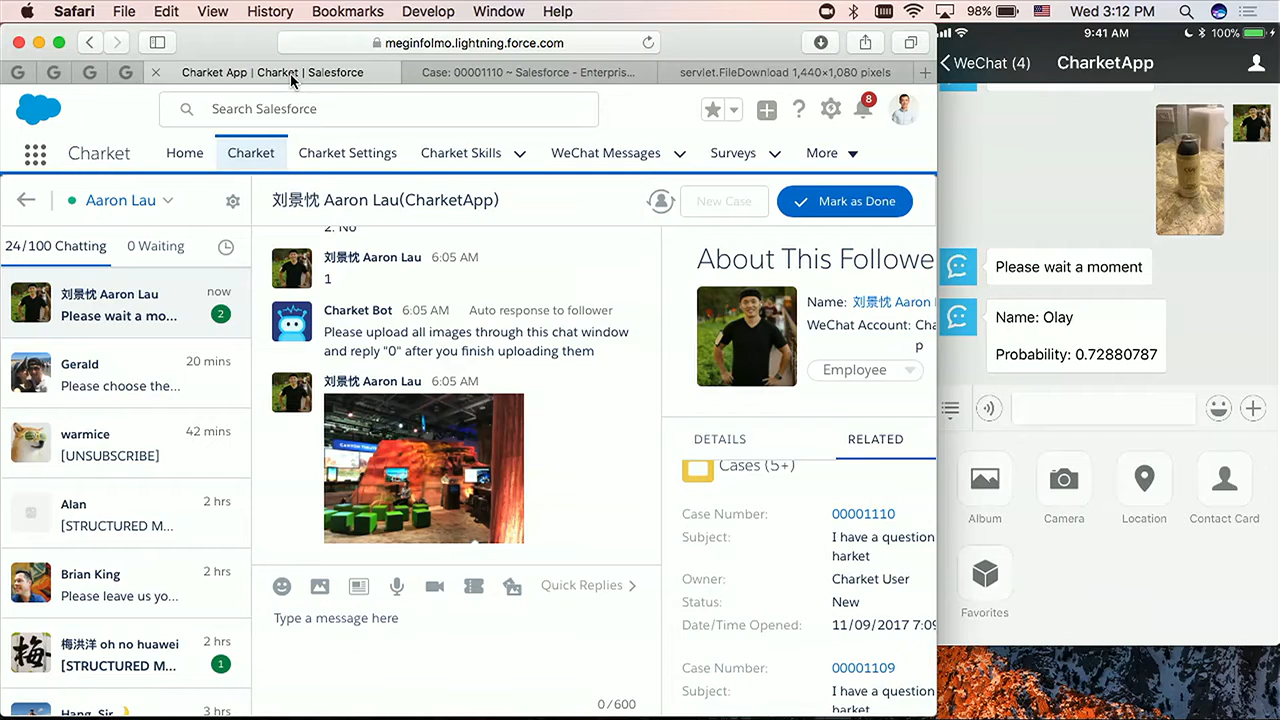 Safari File Edit View History Bookmarks Develop Window Help
98% Wed 3:12 PM
meginfolmo.lightning.force.com
G G G G Charket App | Charket | Salesforce
Case: 00001110 ~ Salesforce - Enterpris...
servlet.FileDownload 1,440×1,080 pixels
Search Salesforce
8
Charket Home Charket Charket Settings Charket Skills WeChat Messages Surveys More
Aaron Lau
24/100 Chatting 0 Waiting
刘景忱 Aaron Lau now
Please wait a mo... 2
Gerald 20 mins
Please choose the...
warmice 42 mins
[UNSUBSCRIBE]
Alan 2 hrs
[STRUCTURED M...
Brian King 2 hrs
Please leave us yo...
梅洪洋 oh no huawei 2 hrs
[STRUCTURED M... 1
Hang, Sir 3 hrs
刘景忱 Aaron Lau(CharketApp)
New Case Mark as Done
2. No
刘景忱 Aaron Lau 6:05 AM
1
Charket Bot 6:05 AM Auto response to follower
Please upload all images through this chat window
and reply "0" after you finish uploading them
刘景忱 Aaron Lau 6:05 AM
Quick Replies
Type a message here
0/600
About This Followe
Name: 刘景忱 Aaron
WeChat Account: Cha
p
Employee
DETAILS RELATED
Cases (5+)
Case Number: 00001110
Subject: I have a question
harket
Owner: Charket User
Status: New
Date/Time Opened: 11/09/2017 7:09
Case Number: 00001109
Subject: I have a question
harket
9:41 AM 100%
WeChat (4) CharketApp
Please wait a moment
Name: Olay
Probability: 0.72880787
Album Camera Location Contact Card
Favorites